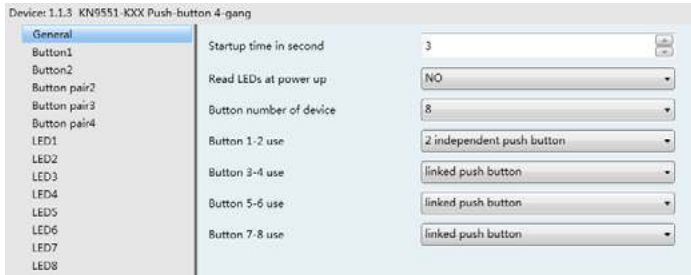 Device: 1.1.3 KN9551-KXX Push-button 4-gang
General
Button1
Button2
Button pair2
Button pair3
Button pair4
LED1
LED2
LED3
LED4
LED5
LED6
LED7
LED8
Startup time in second 3
Read LEDs at power up NO
Button number of device 8
Button 1-2 use 2 independent push button
Button 3-4 use linked push button
Button 5-6 use linked push button
Button 7-8 use linked push button